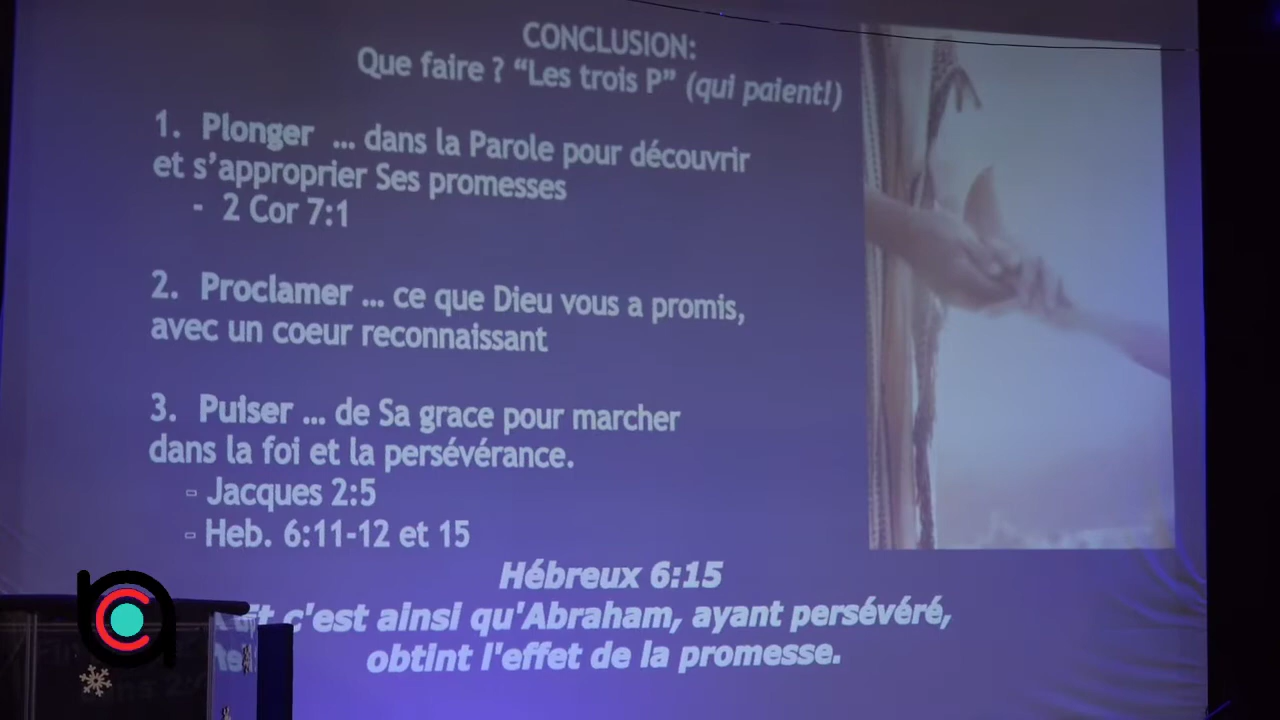 CONCLUSION:
Que faire ? “Les trois P” (qui paient!)
1. Plonger ... dans la Parole pour découvrir
et s’approprier Ses promesses
- 2 Cor 7:1
2. Proclamer ... ce que Dieu vous a promis,
avec un coeur reconnaissant
3. Puiser ... de Sa grace pour marcher
dans la foi et la persévérance.
- Jacques 2:5
- Heb. 6:11-12 et 15
Hébreux 6:15
c'est ainsi qu'Abraham, ayant persévéré,
obtint l'effet de la promesse.